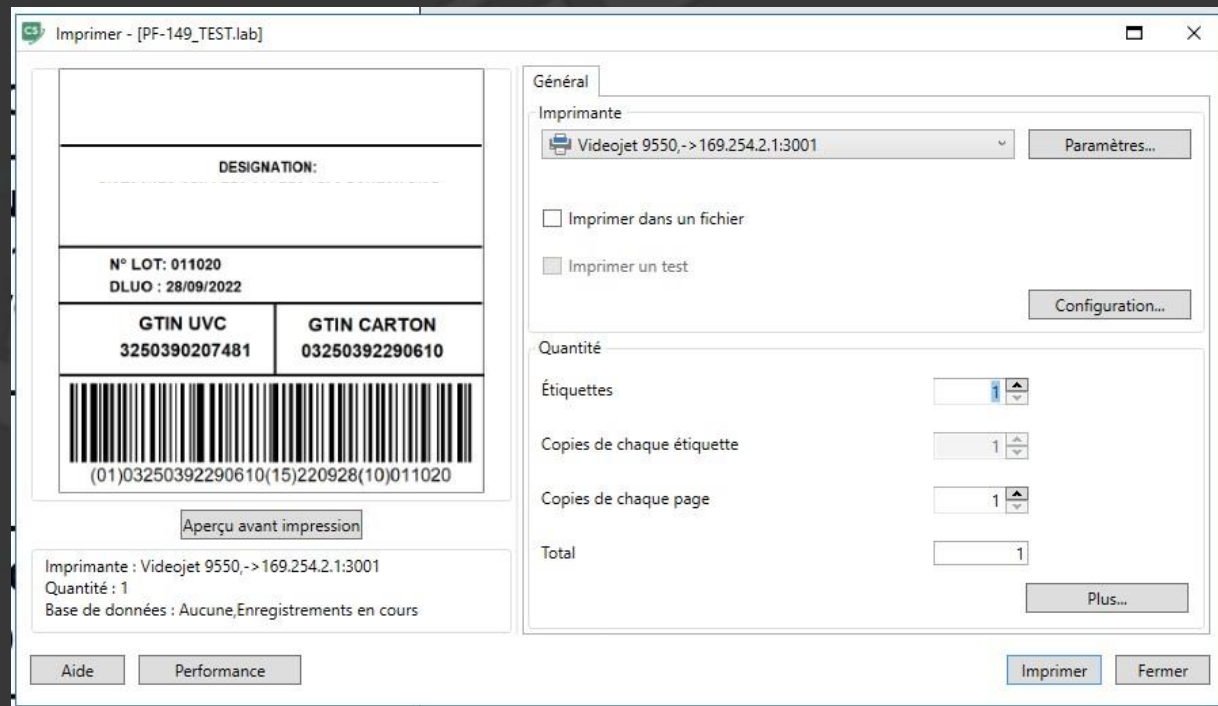 Imprimer - [PF-149_TEST.lab]
DESIGNATION:
N° LOT: 011020
DLUO : 28/09/2022
GTIN UVC
3250390207481
GTIN CARTON
03250392290610
(01)03250392290610(15)220928(10)011020
Aperçu avant impression
Imprimante : Videojet 9550,->169.254.2.1:3001
Quantité : 1
Base de données : Aucune,Enregistrements en cours
Général
Imprimante
Videojet 9550,->169.254.2.1:3001
Paramètres...
Imprimer dans un fichier
Imprimer un test
Configuration...
Quantité
Étiquettes 1
Copies de chaque étiquette 1
Copies de chaque page 1
Total 1
Plus...
Aide
Performance
Imprimer
Fermer